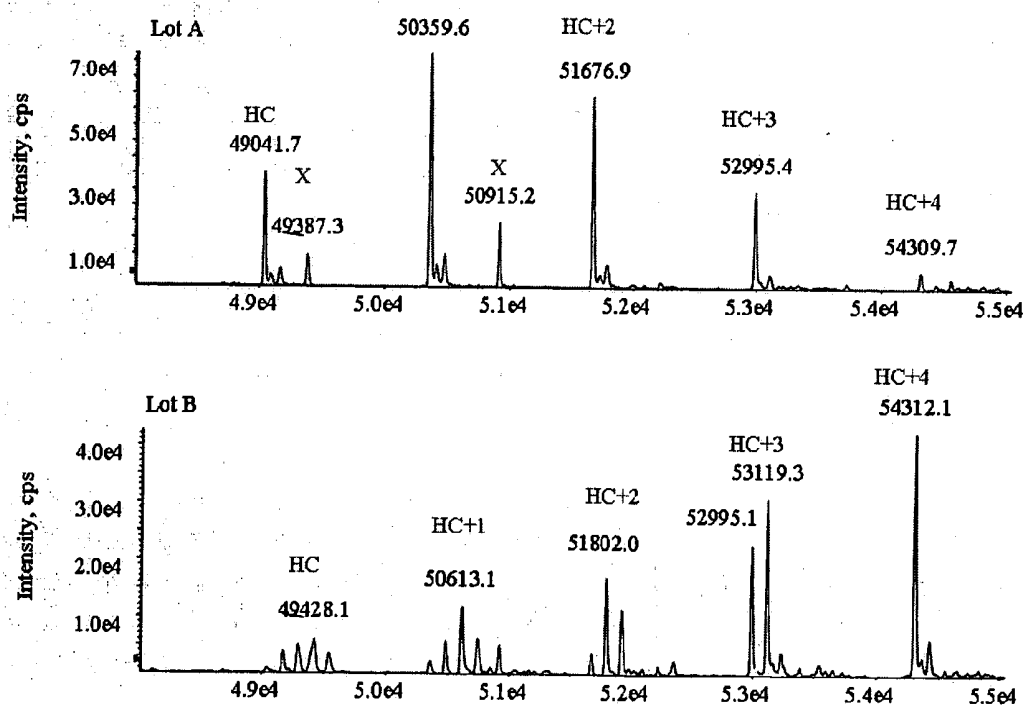 Lot A
50359.6
HC+2
51676.9
HC
49041.7
X
49387.3
X
50915.2
HC+3
52995.4
HC+4
54309.7
Intensity, cps
7.0e4
5.0e4
3.0e4
1.0e4
4.9e4 5.0e4 5.1e4 5.2e4 5.3e4 5.4e4 5.5e4
Lot B
HC+4
54312.1
HC+3
53119.3
52995.1
HC+2
51802.0
HC+1
50613.1
HC
49428.1
Intensity, cps
4.0e4
3.0e4
2.0e4
1.0e4
4.9e4 5.0e4 5.1e4 5.2e4 5.3e4 5.4e4 5.5e4